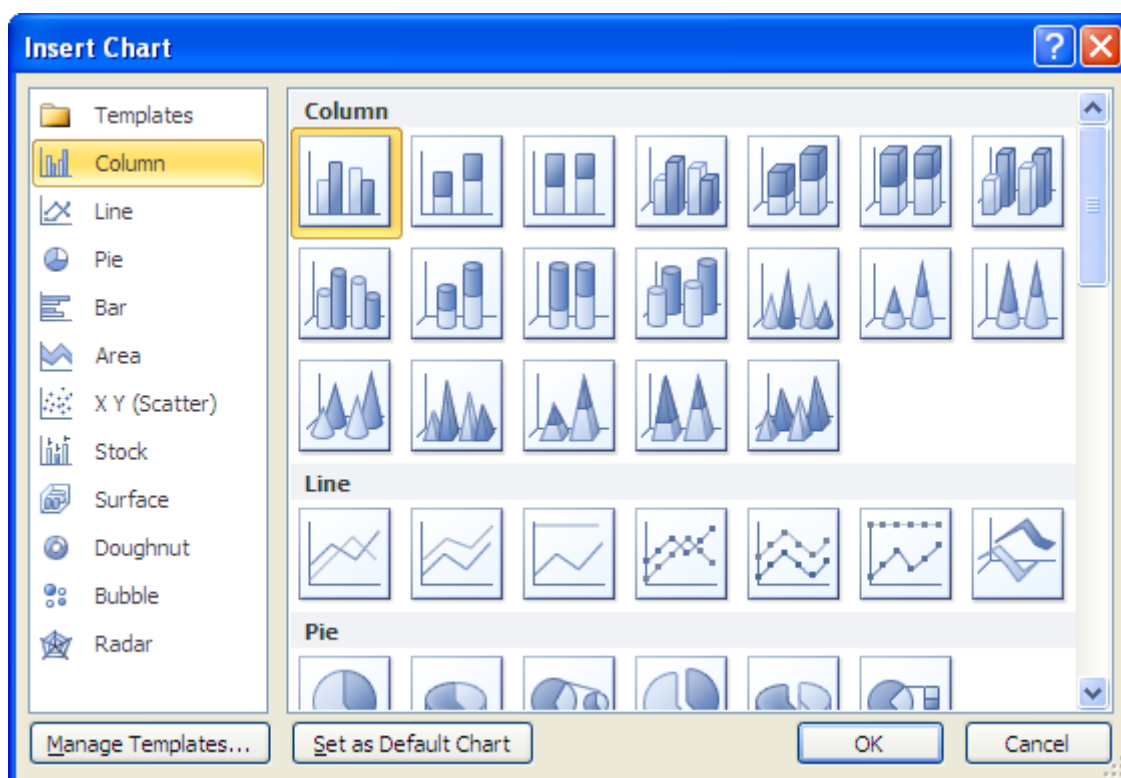 Insert Chart
Templates
Column
Line
Pie
Bar
Area
X Y (Scatter)
Stock
Surface
Doughnut
Bubble
Radar
Column
Line
Pie
Manage Templates...
Set as Default Chart
OK
Cancel